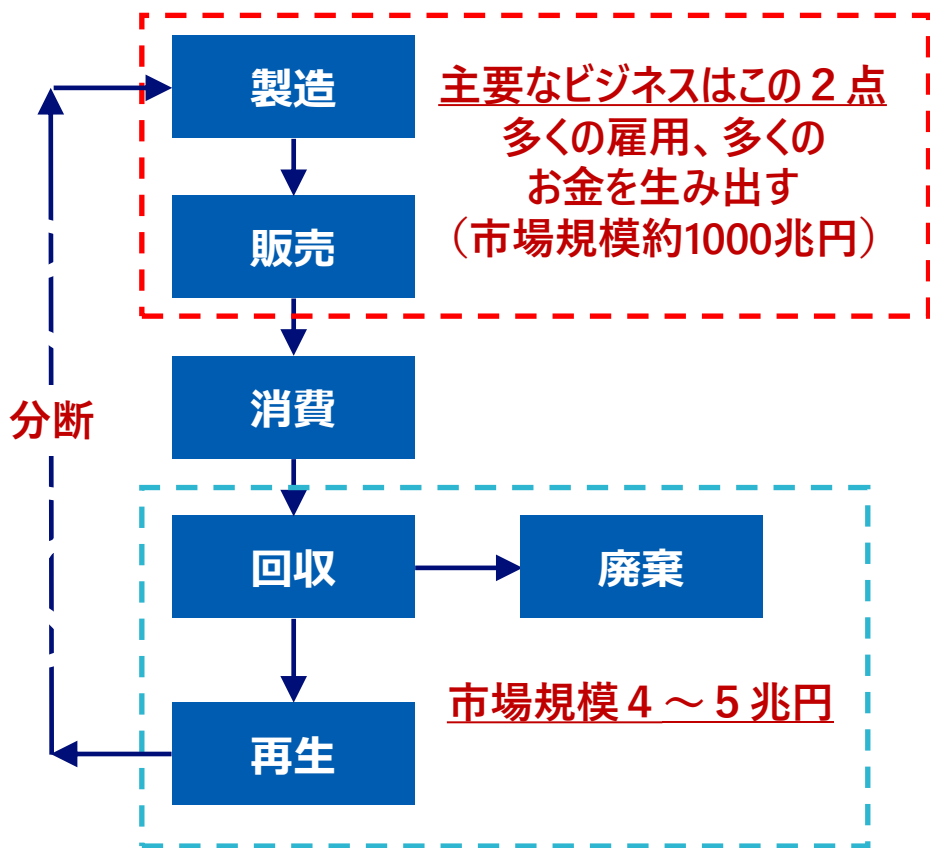 製造
主要なビジネスはこの２点
多くの雇用、多くの
お金を生み出す
（市場規模約1000兆円）
販売
消費
分断
回収
廃棄
市場規模４～５兆円
再生